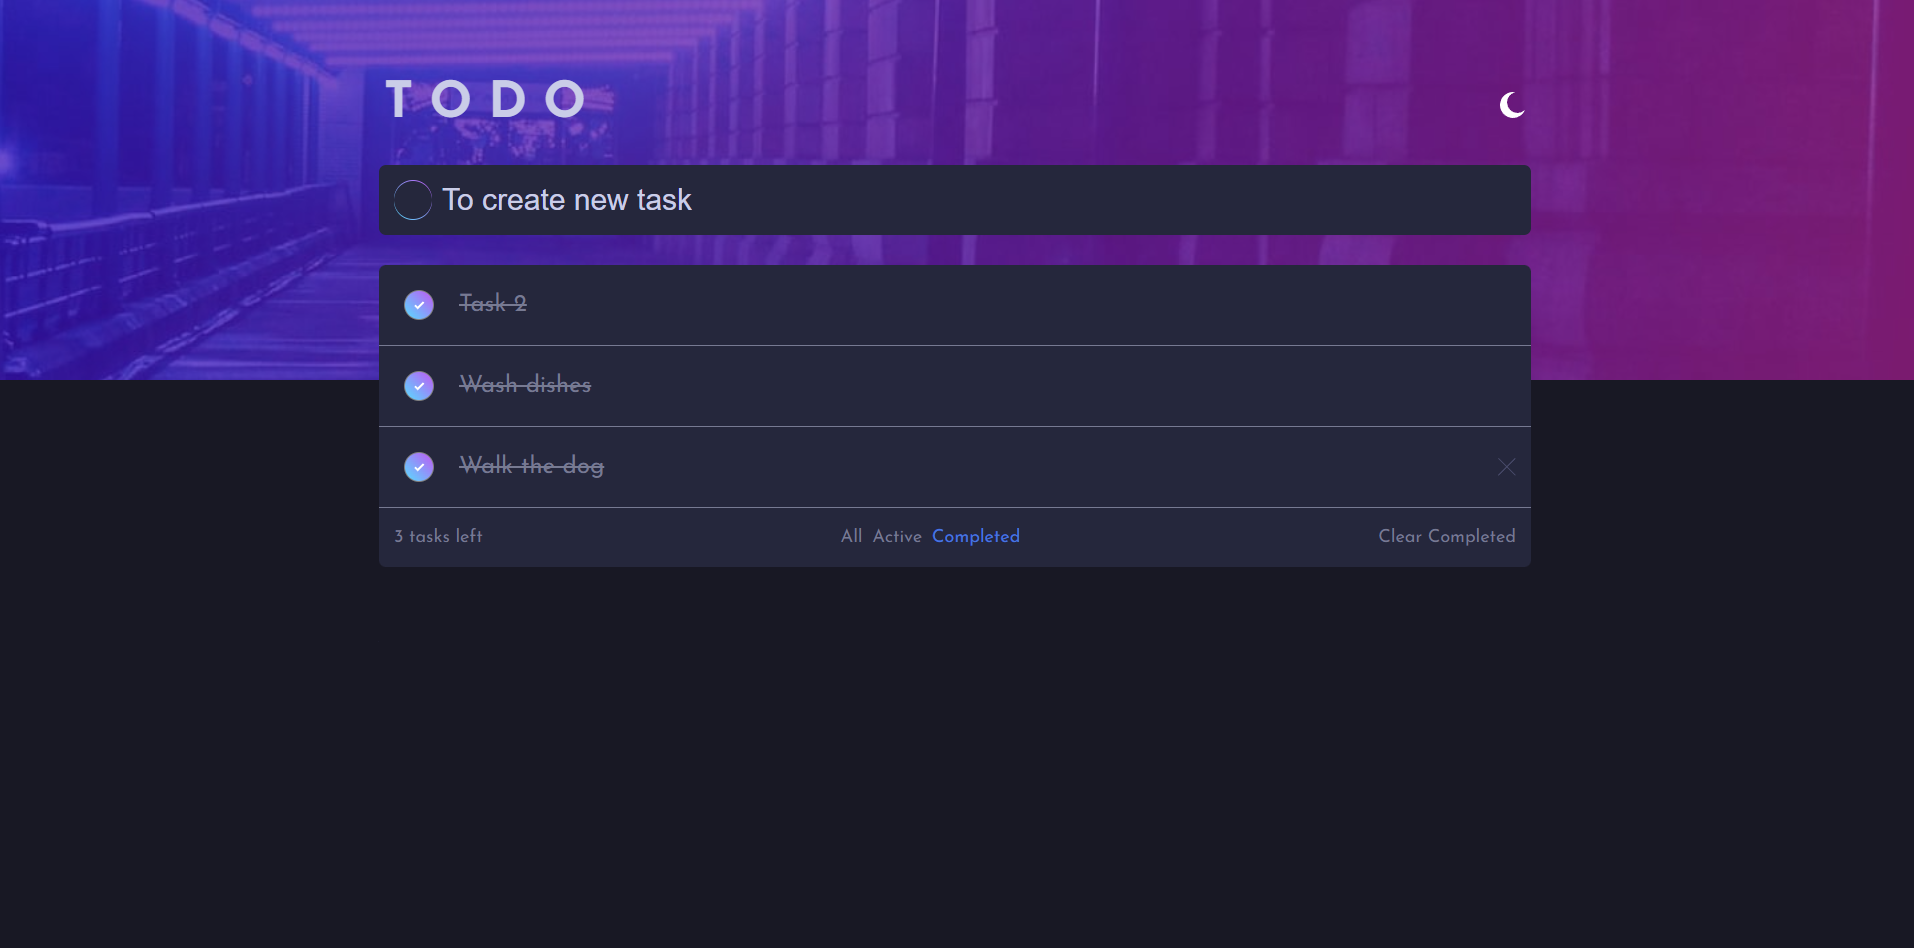 TODO
To create new task
Task 2
Wash dishes
Walk the dog
3 tasks left All Active Completed Clear Completed